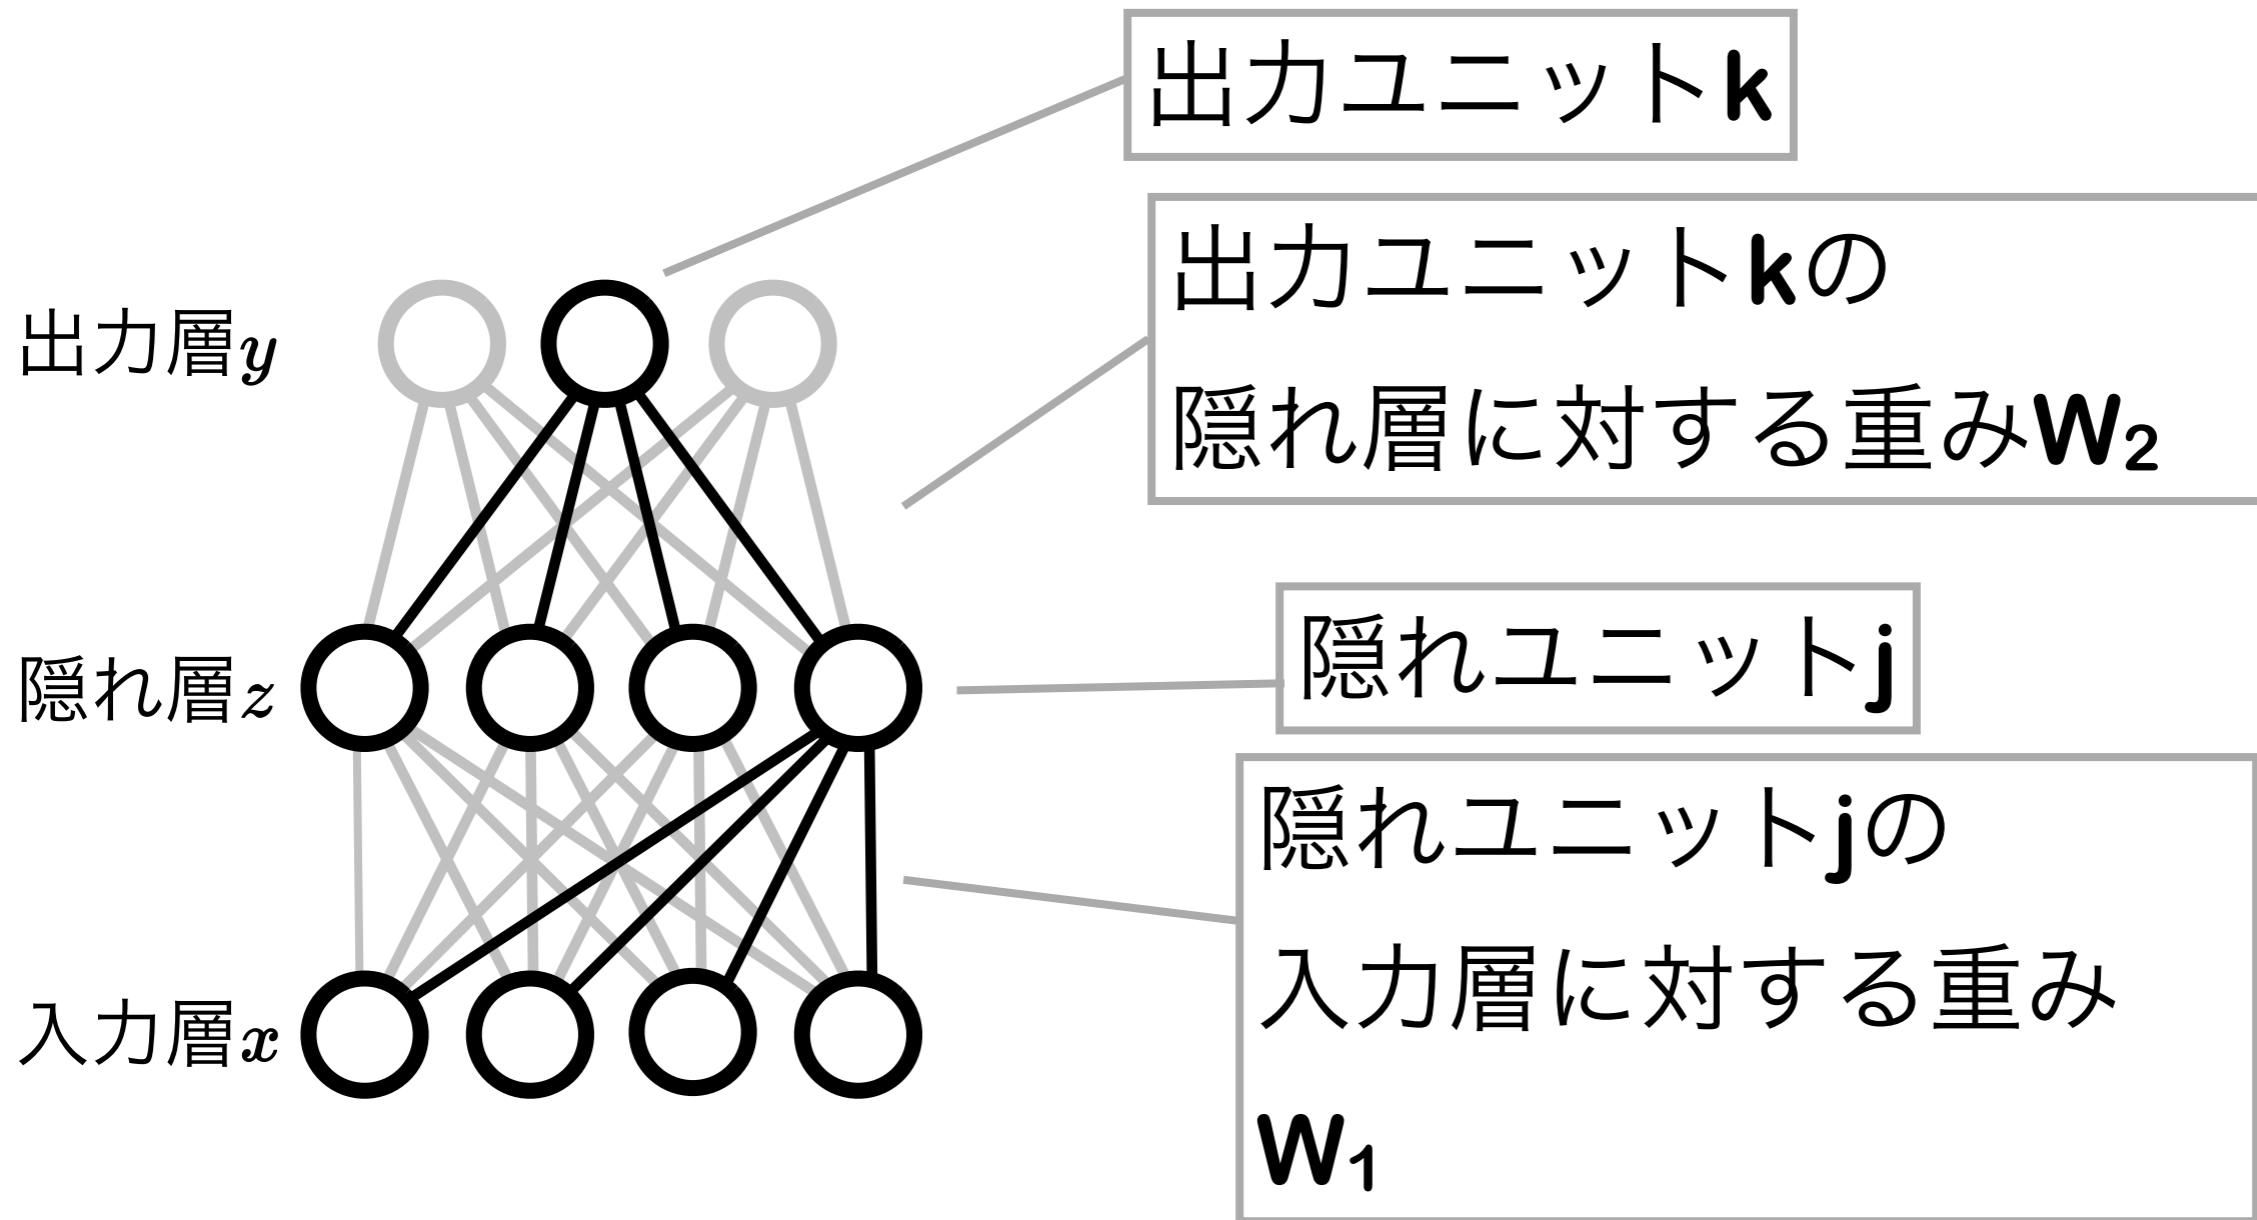 出力ユニットk
出力ユニットkの
隠れ層に対する重みW₂
出力層y
隠れ層z
隠れユニットj
隠れユニットjの
入力層に対する重み
W₁
入力層x